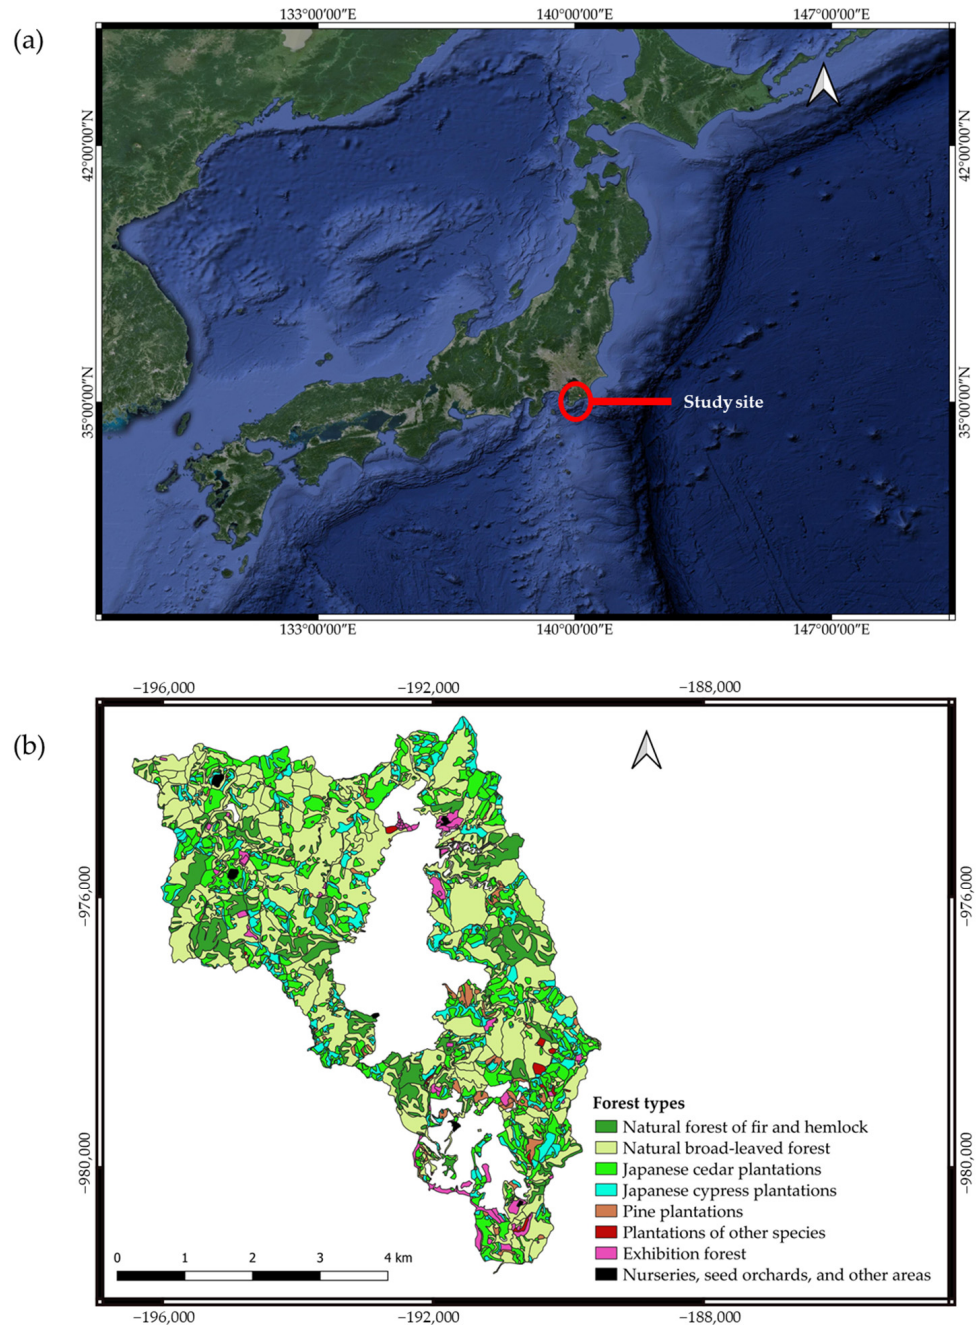 (a)
133°00′00″E 140°00′00″E 147°00′00″E
42°00′00″N 42°00′00″N
35°00′00″N 35°00′00″N
Study site
133°00′00″E 140°00′00″E 147°00′00″E
(b)
−196,000 −192,000 −188,000
−976,000 −976,000
−980,000 −980,000
Forest types
Natural forest of fir and hemlock
Natural broad-leaved forest
Japanese cedar plantations
Japanese cypress plantations
Pine plantations
Plantations of other species
Exhibition forest
Nurseries, seed orchards, and other areas
0 1 2 3 4 km
−196,000 −192,000 −188,000